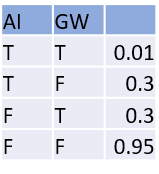 AI GW
T T 0.01
T F 0.3
F T 0.3
F F 0.95